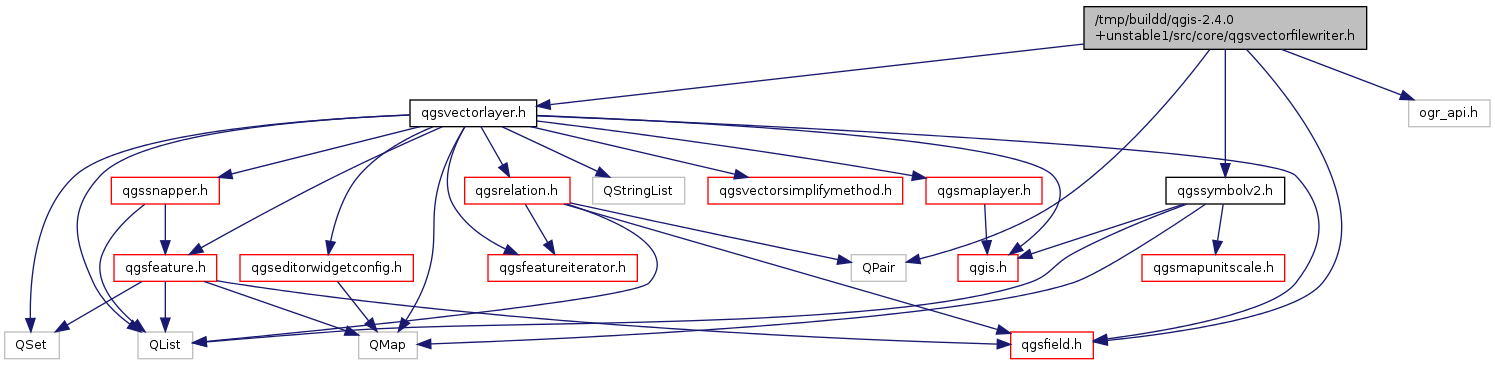 /tmp/buildd/qgis-2.4.0
+unstable1/src/core/qgsvectorfilewriter.h
qgsvectorlayer.h
ogr_api.h
qgssnapper.h
qgsrelation.h
QStringList
qgsvectorsimplifymethod.h
qgsmaplayer.h
qgssymbolv2.h
qgsfeature.h
qgseditorwidgetconfig.h
qgsfeatureiterator.h
QPair
qgis.h
qgsmapunitscale.h
QSet
QList
QMap
qgsfield.h